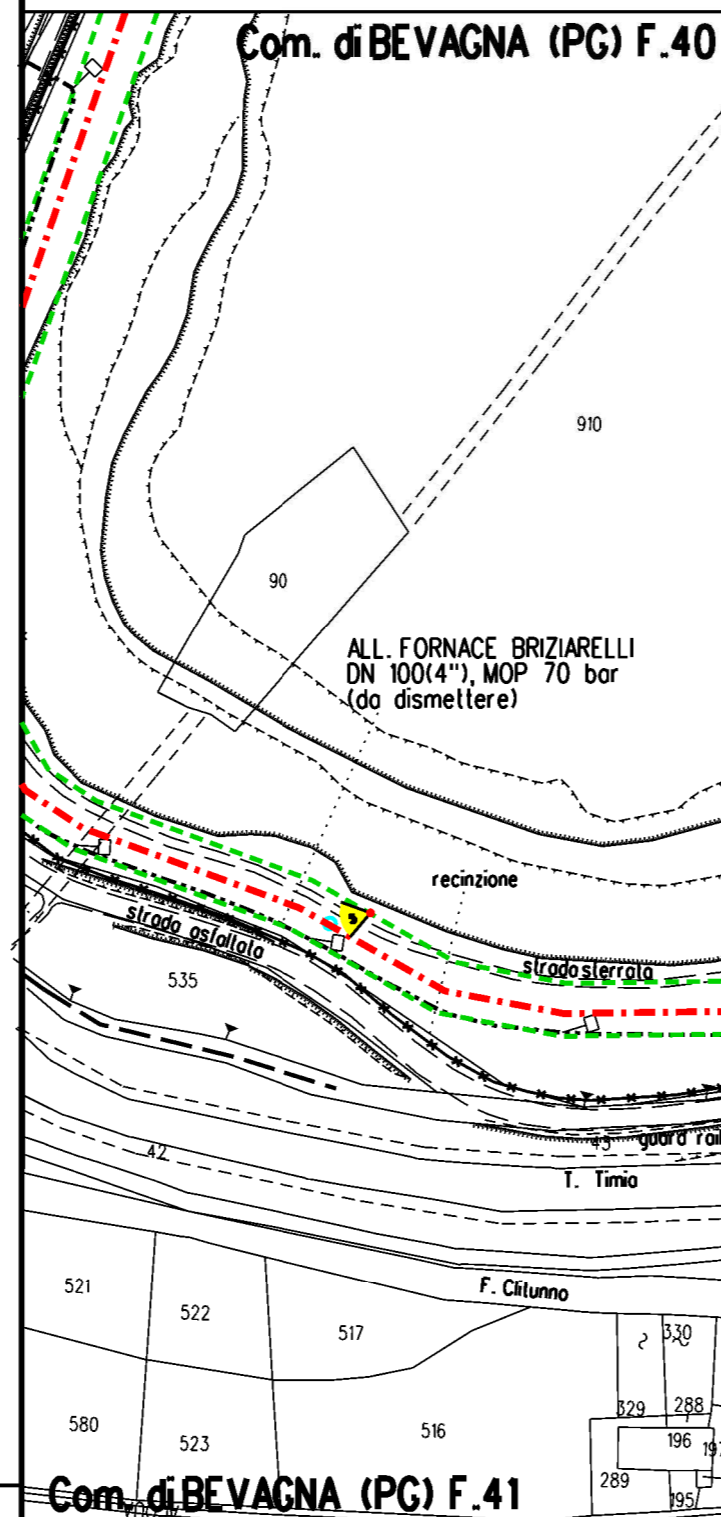 Com. di BEVAGNA (PG) F.40
910
90
ALL. FORNACE BRIZIARELLI
DN 100(4"), MOP 70 bar
(da dismettere)
recinzione
strada asfaltata
strada sterrata
535
42
43
guard rail
T. Timia
F. Clitunno
521
522
517
330
329
288
580
523
516
196
197
289
195
Com. di BEVAGNA (PG) F.41